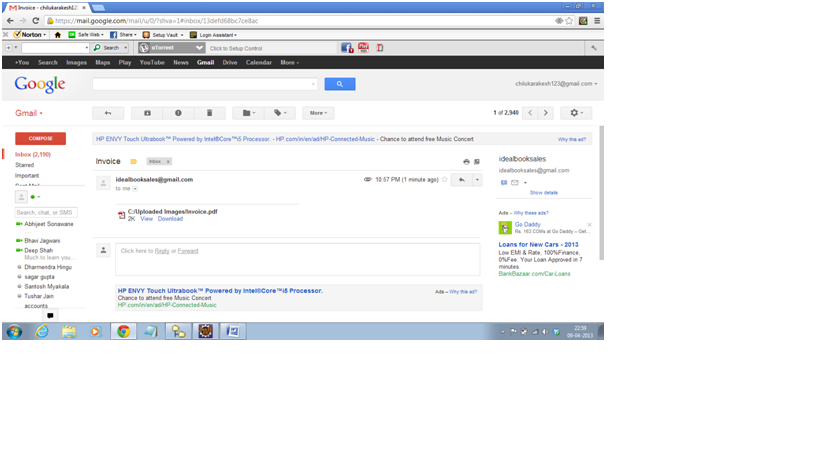 Invoice - chilukarakesh123
https://mail.google.com/mail/u/0/?shva=1#inbox/13defd68bc7ce8ac
Norton Safe Web Share Setup Vault Login Assistant
Search uTorrent Click to Setup Control
+You Search Images Maps Play YouTube News Gmail Drive Calendar More
Google chilukarakesh123@gmail.com
Gmail More 1 of 2,940
COMPOSE
HP ENVY Touch Ultrabook™ Powered by Intel®Core™i5 Processor. - HP.com/in/en/ad/HP-Connected-Music - Chance to attend free Music Concert Why this ad?
Inbox (2,190)
Starred
Important
Invoice Inbox x
idealbooksales
idealbooksales@gmail.com
Show details
idealbooksales@gmail.com 10:57 PM (1 minute ago)
to me
Search, chat, or SMS
Abhijeet Sonawane
Bhavi Jagwani
Deep Shah
Much to learn you...
Dharmendra Hingu
sagar gupta
Santosh Myakala
Tushar Jain
accounts
C:/Uploaded Images/Invoice.pdf
2K View Download
Click here to Reply or Forward
HP ENVY Touch Ultrabook™ Powered by Intel®Core™i5 Processor. Ads – Why this ad?
Chance to attend free Music Concert
HP.com/in/en/ad/HP-Connected-Music
Ads – Why these ads?
Go Daddy
Rs. 163 COMs at Go Daddy – Get...
Loans for New Cars - 2013
Low EMI & Rate, 100%Finance,
0%Fee. Your Loan Approved in 7
minutes
BankBazaar.com/Car-Loans
22:59
08-04-2013